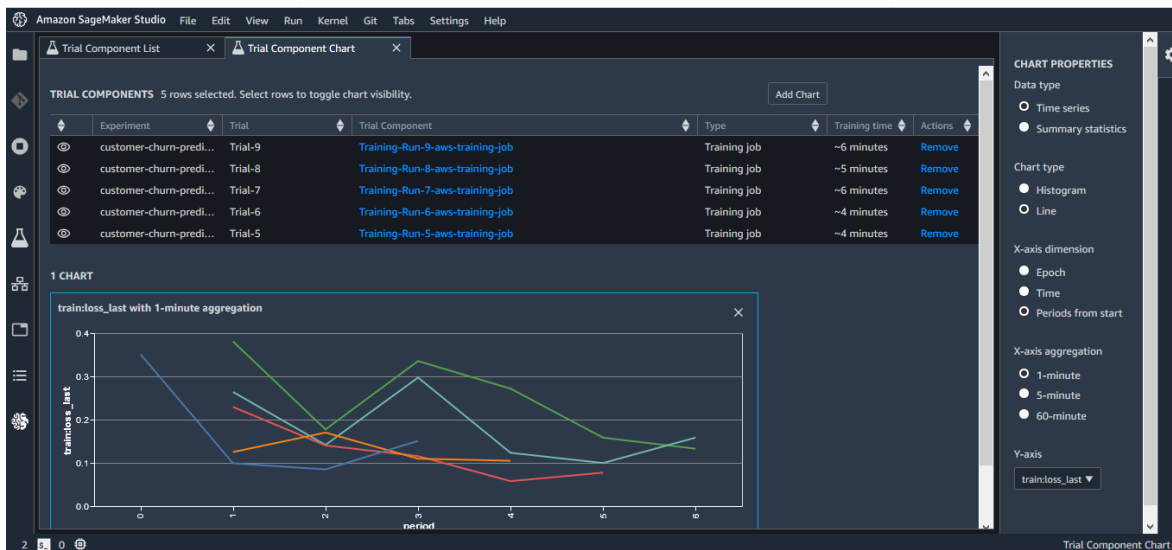 Amazon SageMaker Studio File Edit View Run Kernel Git Tabs Settings Help
Trial Component List Trial Component Chart
TRIAL COMPONENTS 5 rows selected. Select rows to toggle chart visibility.
Add Chart
Experiment Trial Trial Component Type Training time Actions
customer-churn-predi... Trial-9 Training-Run-9-aws-training-job Training job ~6 minutes Remove
customer-churn-predi... Trial-8 Training-Run-8-aws-training-job Training job ~5 minutes Remove
customer-churn-predi... Trial-7 Training-Run-7-aws-training-job Training job ~6 minutes Remove
customer-churn-predi... Trial-6 Training-Run-6-aws-training-job Training job ~4 minutes Remove
customer-churn-predi... Trial-5 Training-Run-5-aws-training-job Training job ~4 minutes Remove
1 CHART
train:loss_last with 1-minute aggregation
train:loss_last
0.4
0.3
0.2
0.1
0.0
0 1 2 3 4 5 6
period
CHART PROPERTIES
Data type
Time series
Summary statistics
Chart type
Histogram
Line
X-axis dimension
Epoch
Time
Periods from start
X-axis aggregation
1-minute
5-minute
60-minute
Y-axis
train:loss_last
2 $_ 0
Trial Component Chart